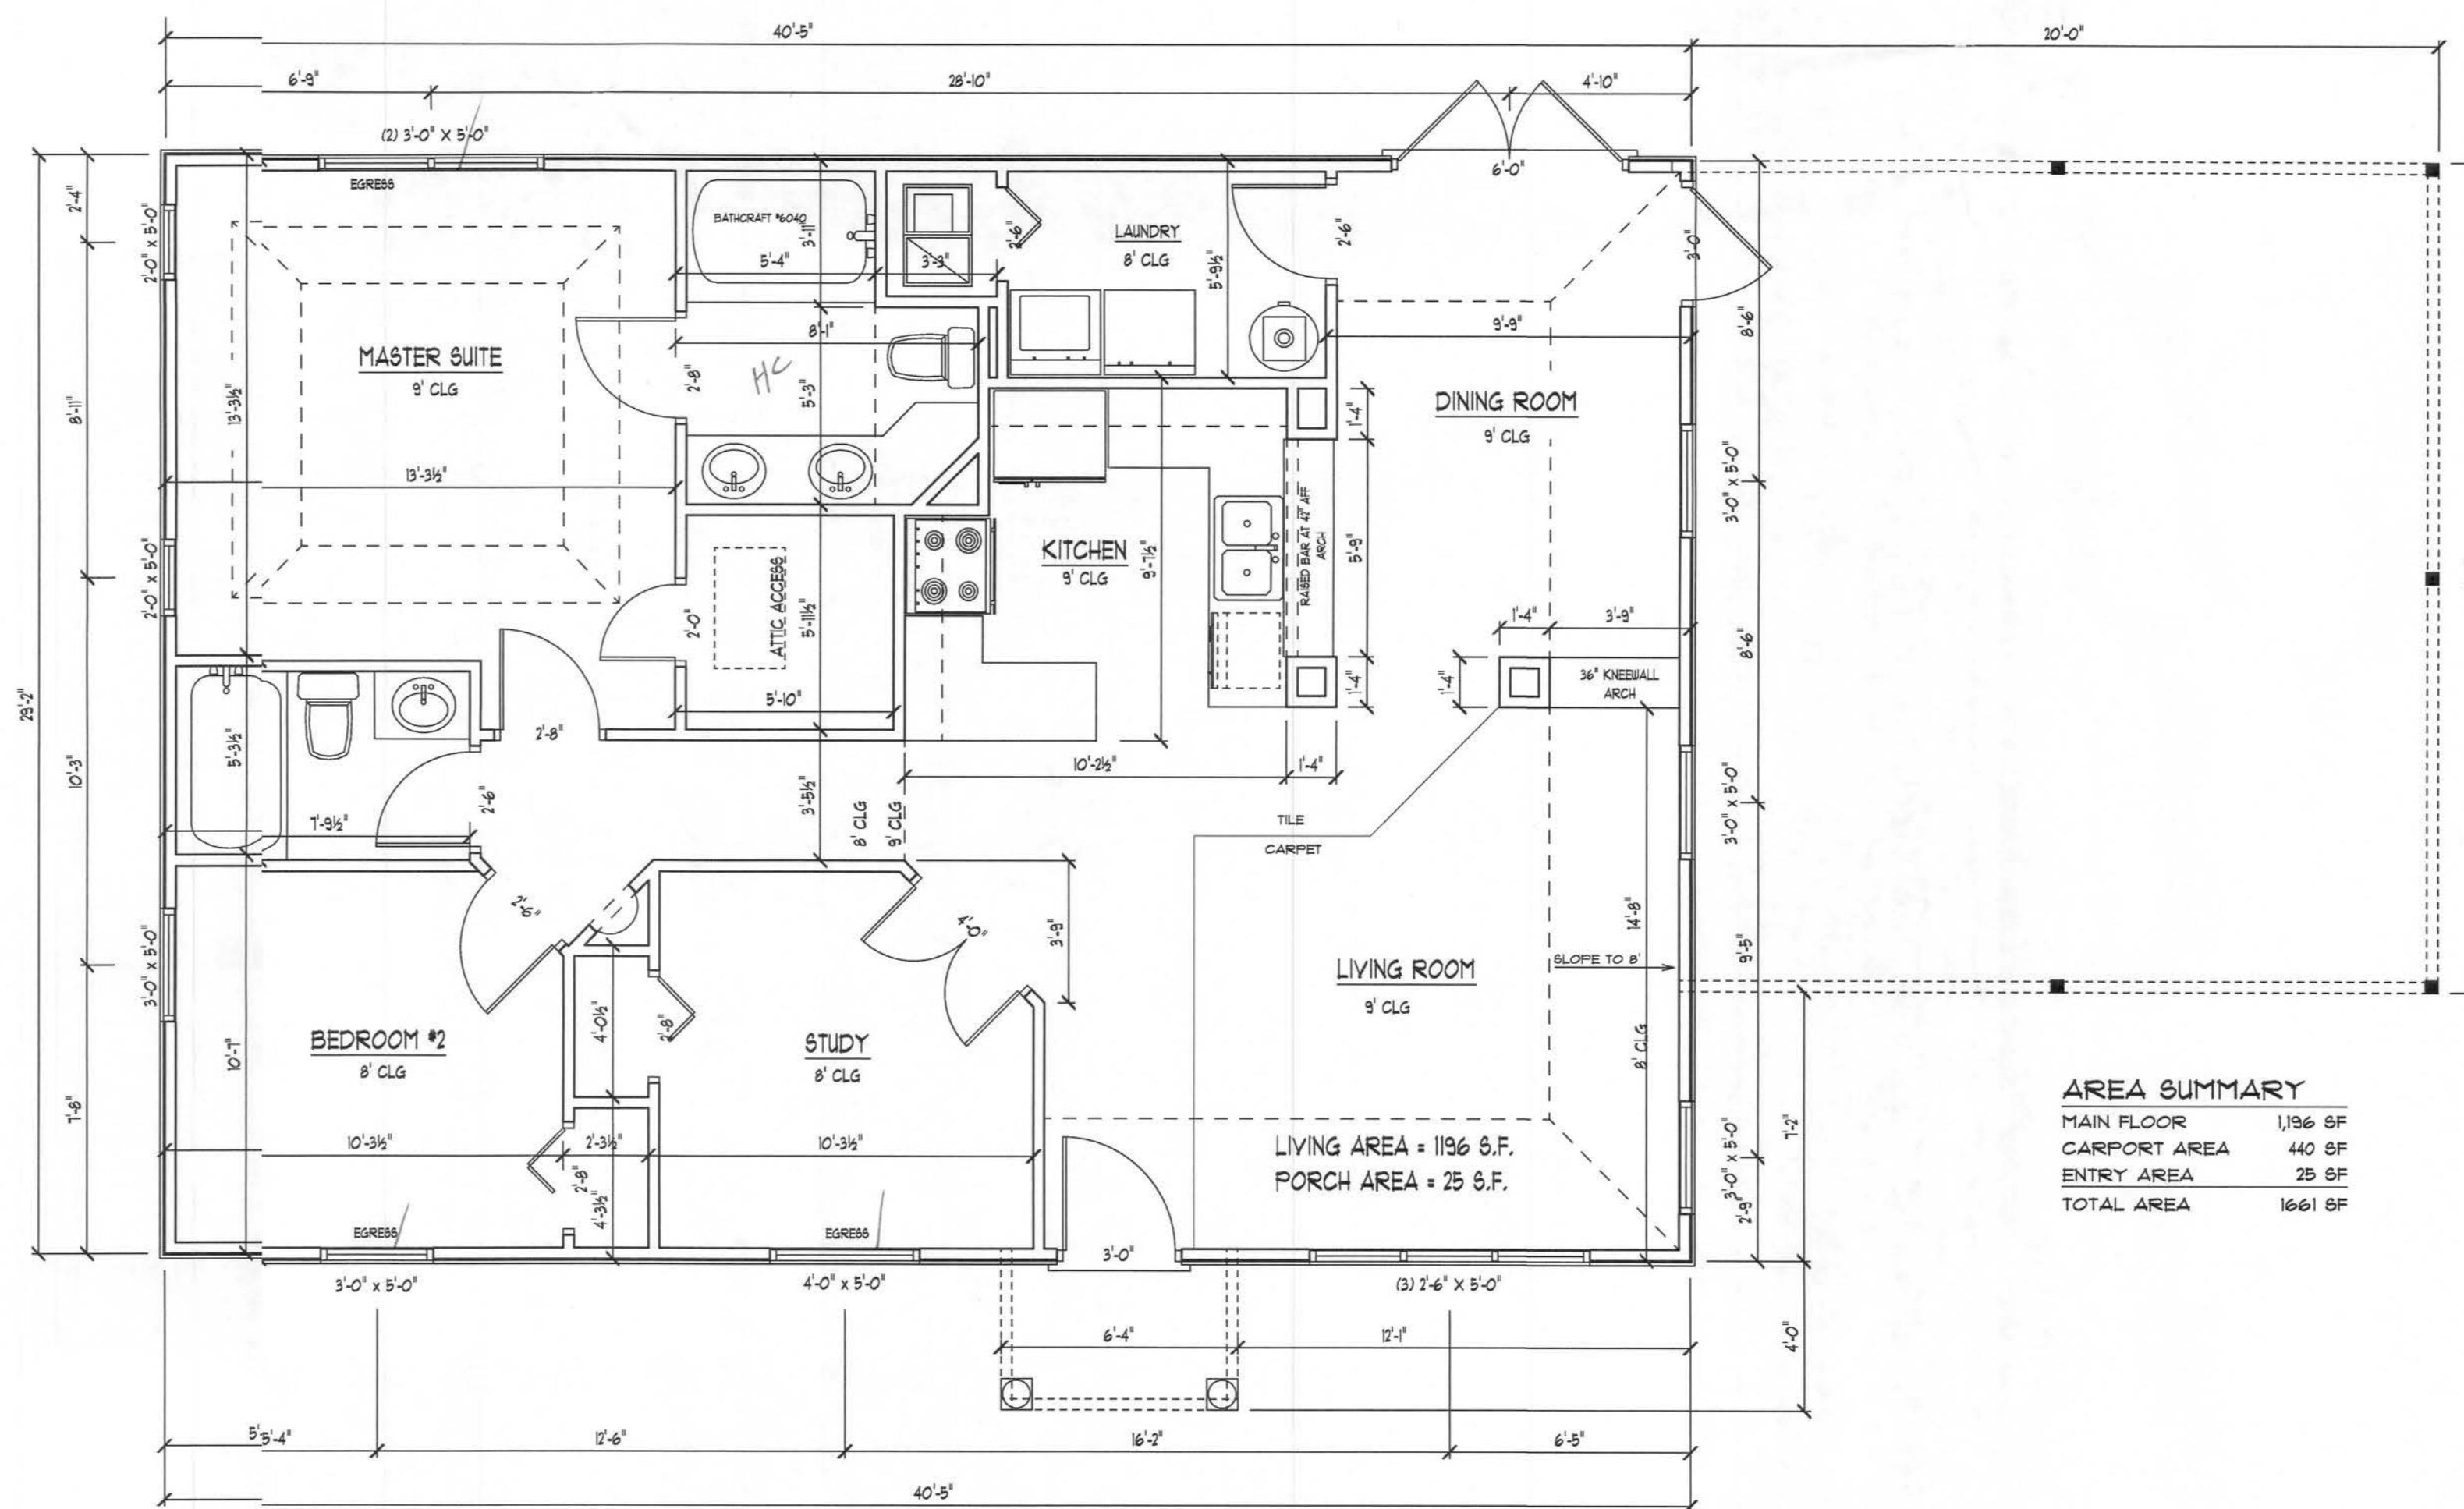 40'-5"
20'-0"
6'-9"
28'-10"
4'-10"
(2) 3'-0" X 5'-0"
EGRESS
6'-0"
2'-4"
2'-0" x 5'-0"
BATHCRAFT #6040
3'-11"
5'-4"
3'-3"
2'-6"
LAUNDRY
8' CLG
5'-9½"
2'-6"
3'-0"
8'-6"
8'-1"
9'-9"
MASTER SUITE
9' CLG
2'-8"
HC
5'-3"
8'-11"
13'-3½"
1'-4"
DINING ROOM
9' CLG
13'-3½"
3'-0" x 5'-0"
2'-0" x 5'-0"
ATTIC ACCESS
5'-11½"
2'-0"
KITCHEN
9' CLG
9'-7½"
RAISED BAR AT 42" AFF
ARCH
5'-9"
1'-4"
3'-9"
8'-6"
29'-2"
5'-10"
1'-4"
1'-4"
36" KNEEWALL
ARCH
2'-8"
5'-3½"
10'-3"
10'-2½"
1'-4"
2'-6"
7'-9½"
3'-5½"
8' CLG
9' CLG
TILE
CARPET
3'-0" x 5'-0"
2'-6"
4'-0"
3'-9"
14'-8"
9'-5"
3'-0" x 5'-0"
SLOPE TO 8'
LIVING ROOM
9' CLG
BEDROOM #2
8' CLG
10'-7"
4'-0½"
2'-8"
STUDY
8' CLG
8' CLG
7'-8"
AREA SUMMARY
MAIN FLOOR 1,196 SF
CARPORT AREA 440 SF
ENTRY AREA 25 SF
TOTAL AREA 1661 SF
7'-2"
10'-3½"
2'-3½"
10'-3½"
LIVING AREA = 1196 S.F.
PORCH AREA = 25 S.F.
3'-0" x 5'-0"
2'-9"
2'-8"
4'-3½"
EGRESS
EGRESS
3'-0"
3'-0" x 5'-0"
4'-0" x 5'-0"
(3) 2'-6" X 5'-0"
6'-4"
12'-1"
4'-0"
5'-4"
12'-6"
16'-2"
6'-5"
40'-5"